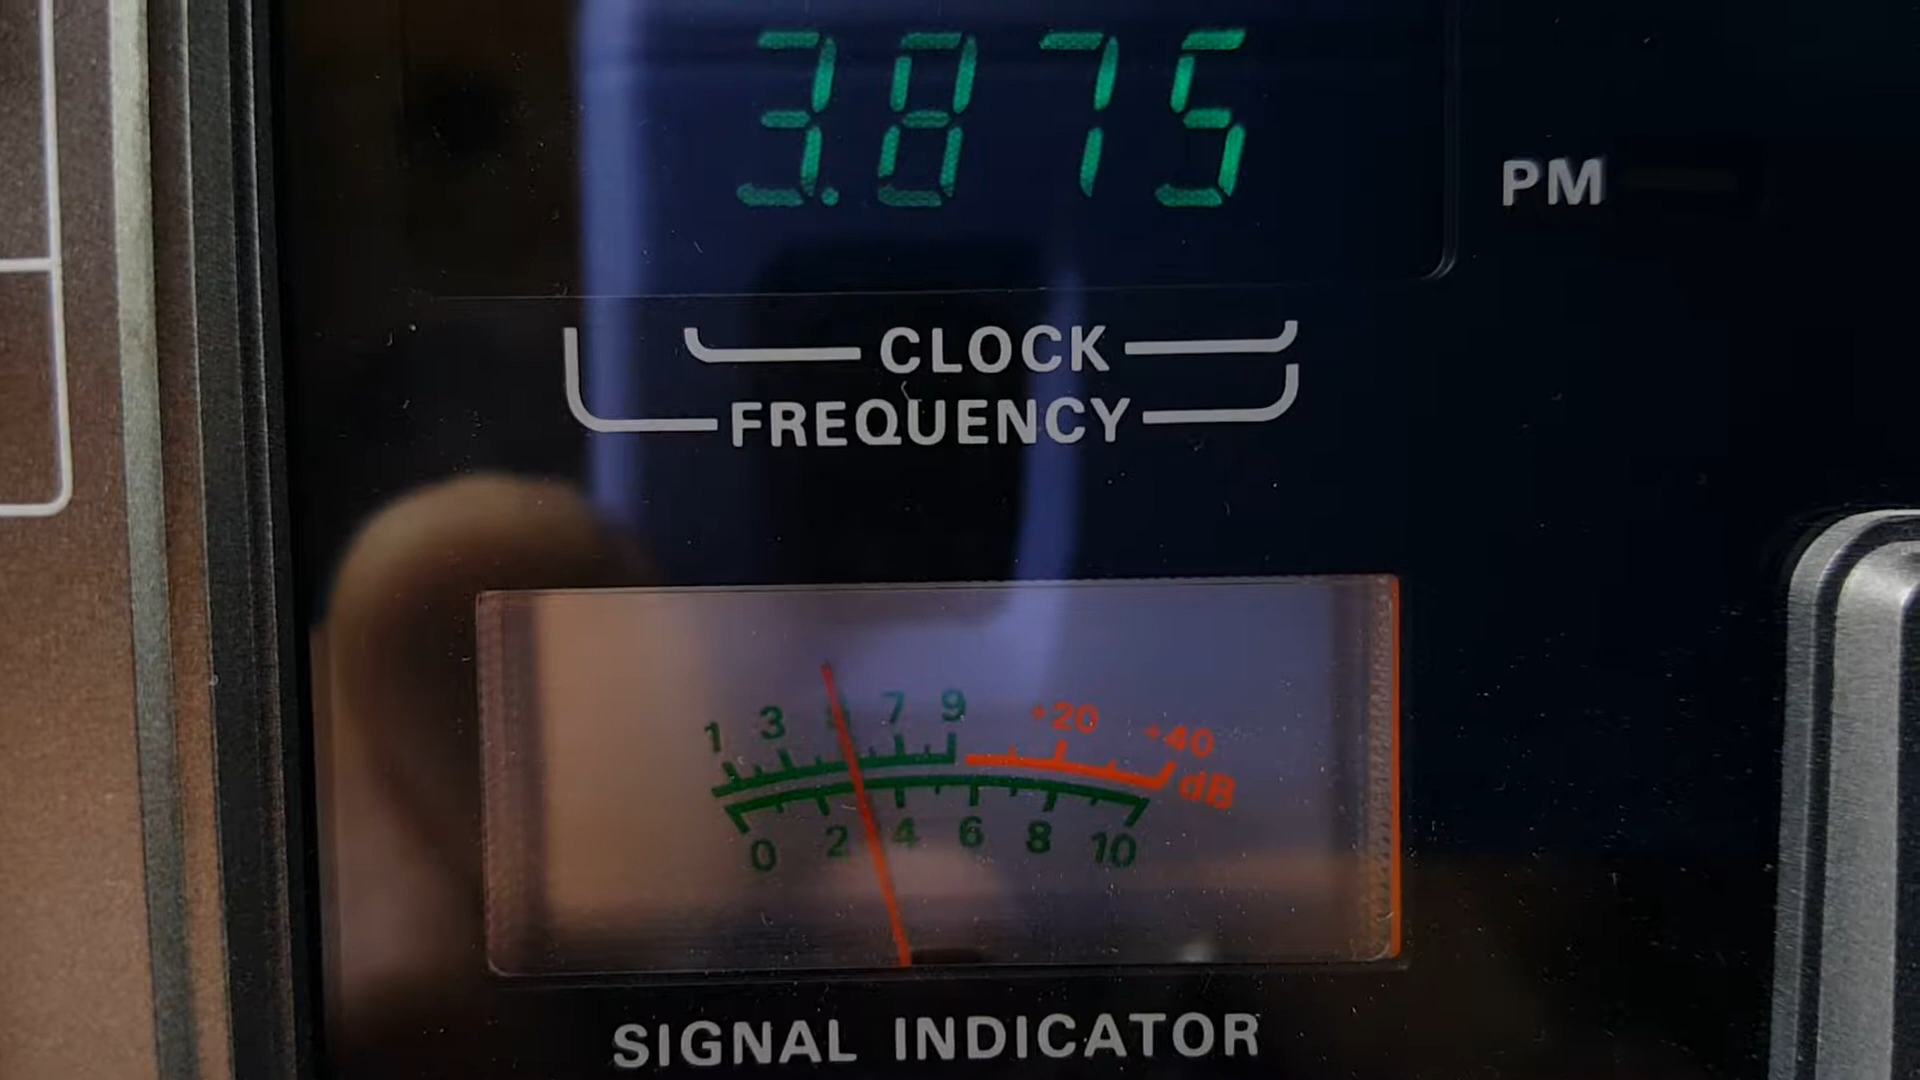 3.875
PM
CLOCK
FREQUENCY
1 3 5 7 9 +20 +40
dB
0 2 4 6 8 10
SIGNAL INDICATOR